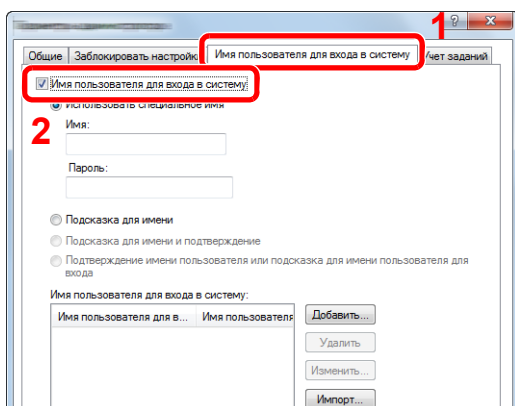 1
? X
Общие Заблокировать настройк Имя пользователя для входа в систему Учет заданий
Имя пользователя для входа в систему
Использовать специальное имя
2
Имя:
Пароль:
Подсказка для имени
Подсказка для имени и подтверждение
Подтверждение имени пользователя или подсказка для имени пользователя для
входа
Имя пользователя для входа в систему:
Имя пользователя для в... Имя пользователя
Добавить...
Удалить
Изменить...
Импорт...